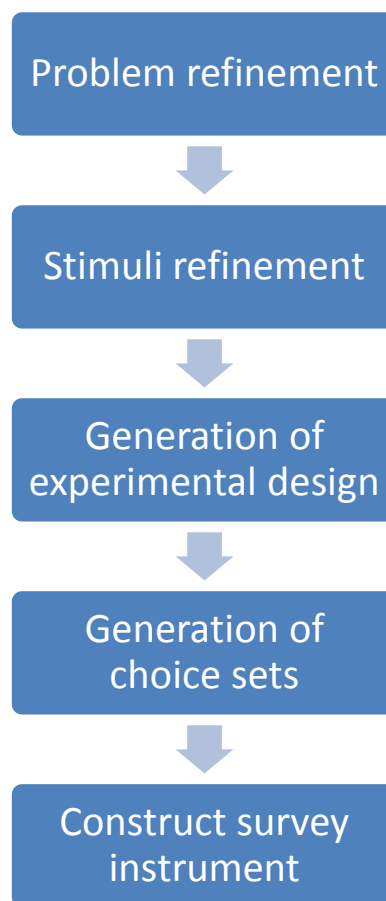 Problem refinement
Stimuli refinement
Generation of
experimental design
Generation of
choice sets
Construct survey
instrument